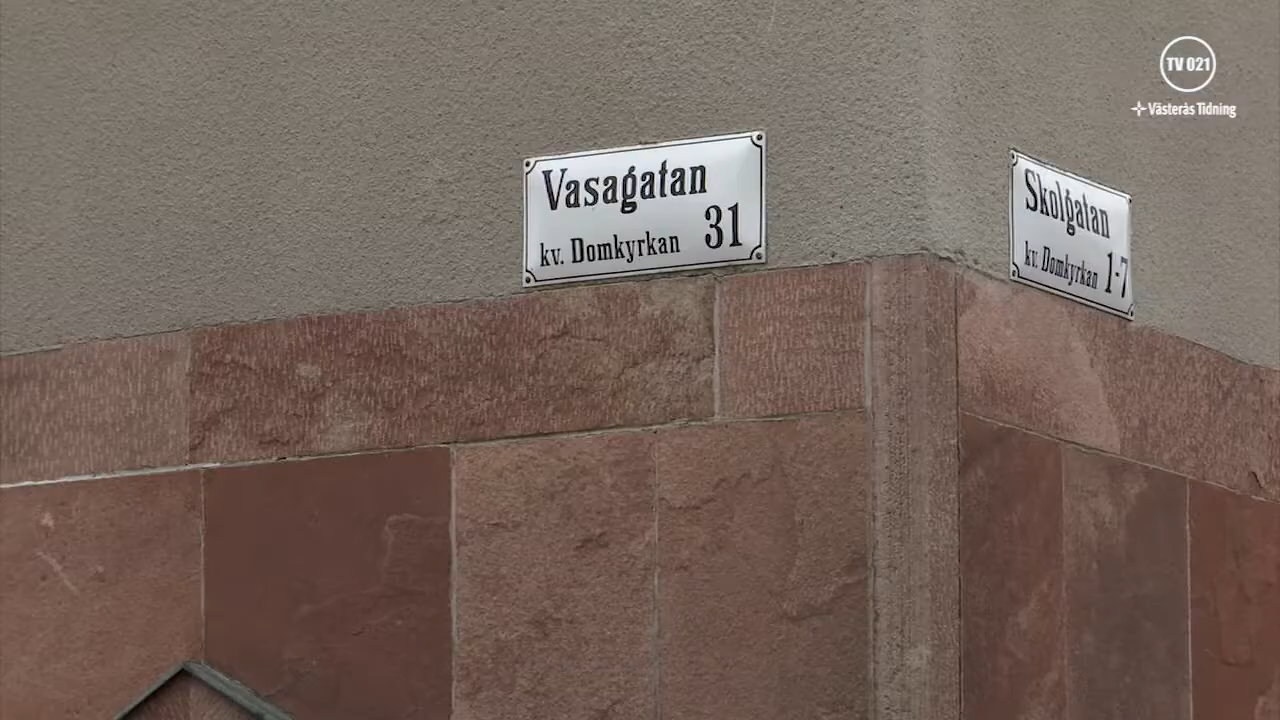 TV 021
Västerås Tidning
Vasagatan
kv. Domkyrkan 31
Skolgatan
kv. Domkyrkan 1-7